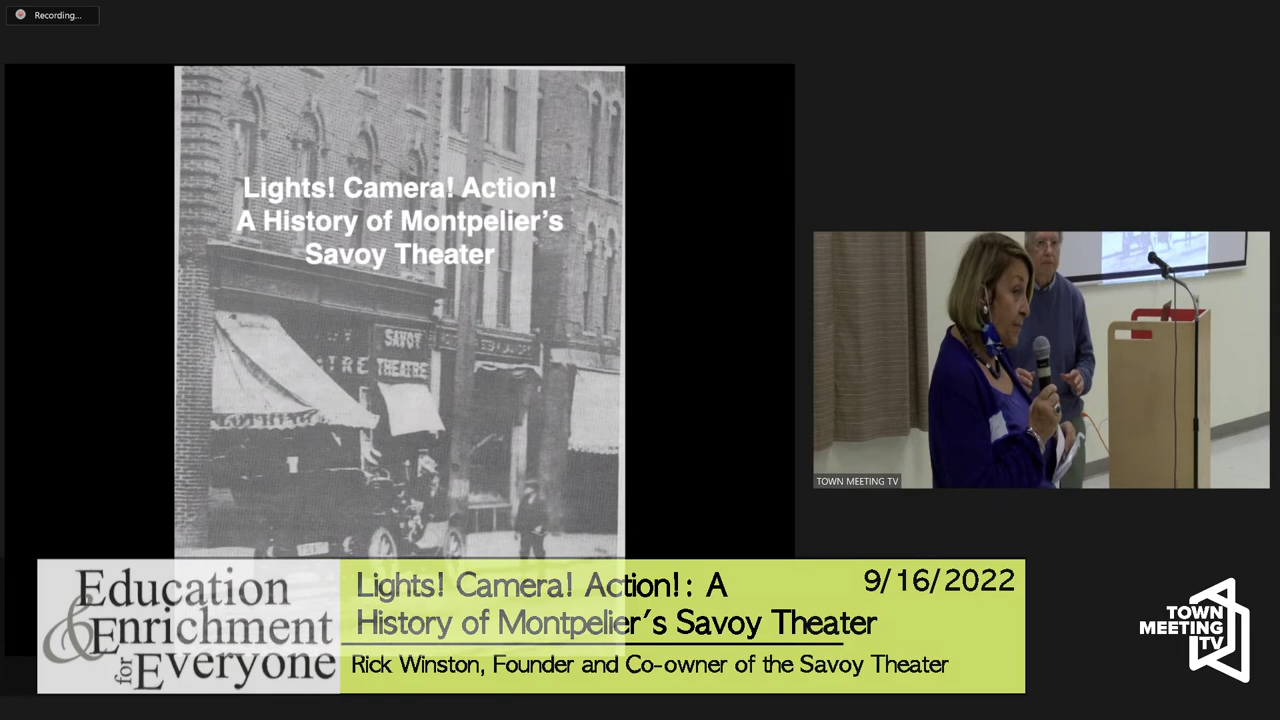 Recording...
Lights! Camera! Action!
A History of Montpelier's
Savoy Theater
SAVOY
THEATRE
TRE
TOWN MEETING TV
Education
& Enrichment
for Everyone
Lights! Camera! Action!: A
History of Montpelier's Savoy Theater
9/16/2022
Rick Winston, Founder and Co-owner of the Savoy Theater
TOWN
MEETING
TV